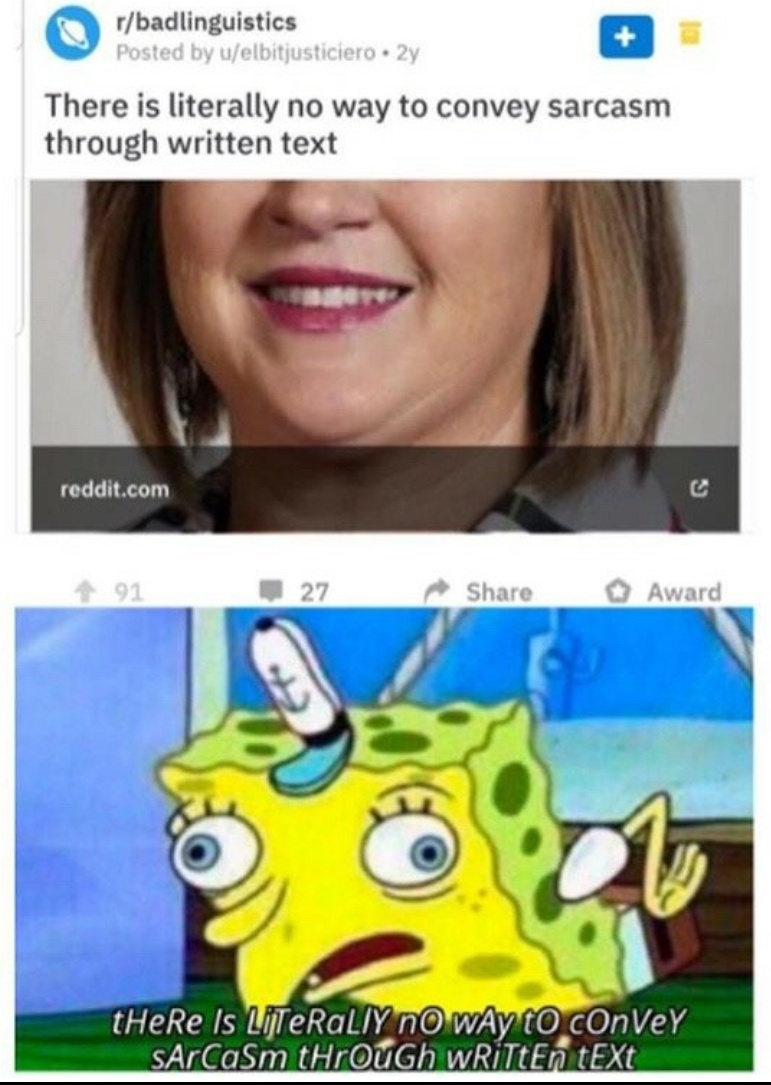 r/badlinguistics
Posted by u/elbitjusticiero • 2y
There is literally no way to convey sarcasm
through written text
reddit.com
91
27
Share
Award
tHeRe Is LiTeRaLlY nO wAy tO cOnVeY
sArCaSm tHrOuGh wRiTtEn tEXt